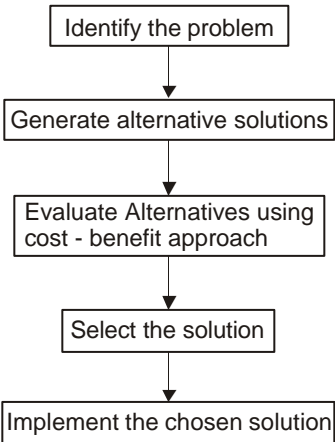 Identify the problem
Generate alternative solutions
Evaluate Alternatives using
cost - benefit approach
Select the solution
Implement the chosen solution